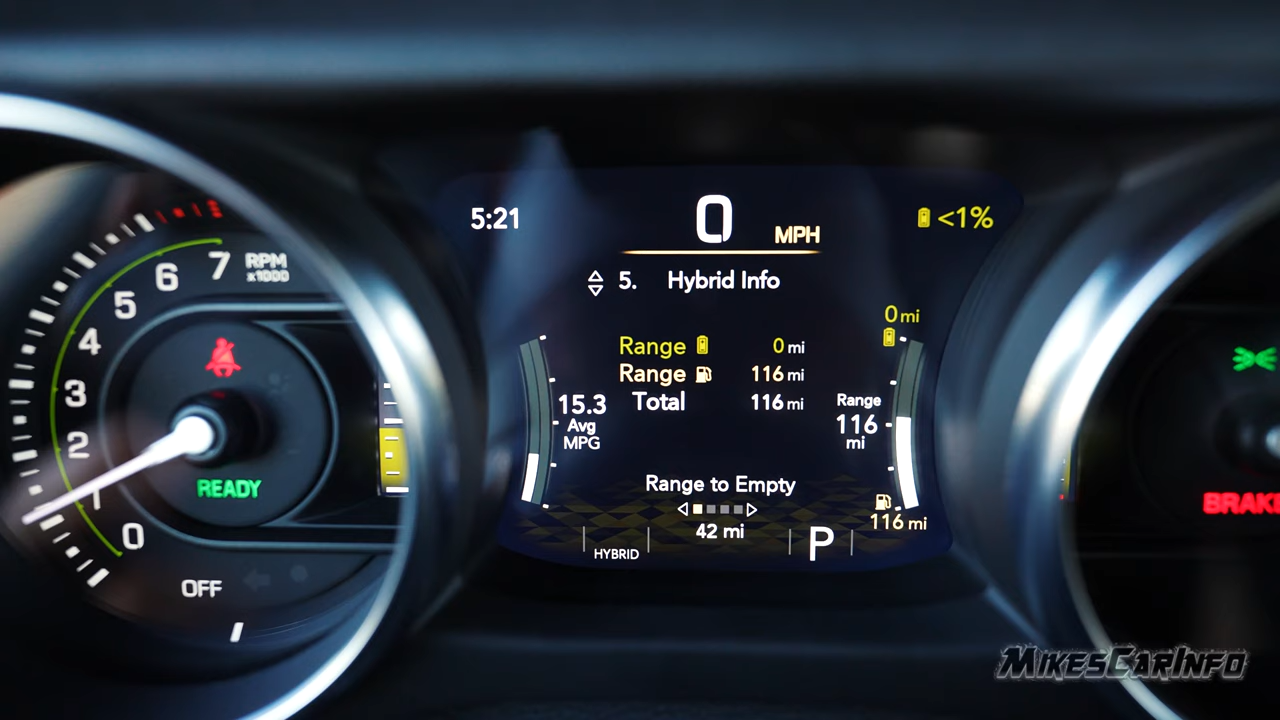 5:21
0 MPH
<1%
5. Hybrid Info
7 RPM
x1000
6
5
4
3
2
1
0
READY
OFF
0 mi
Range 0 mi
Range 116 mi
Total 116 mi
15.3
Avg
MPG
Range
116
mi
Range to Empty
42 mi
116 mi
HYBRID
P
BRAKE
MIKESCARINFO